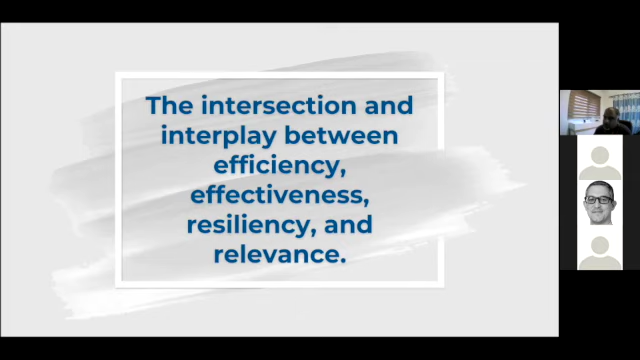 The intersection and
interplay between
efficiency,
effectiveness,
resiliency, and
relevance.